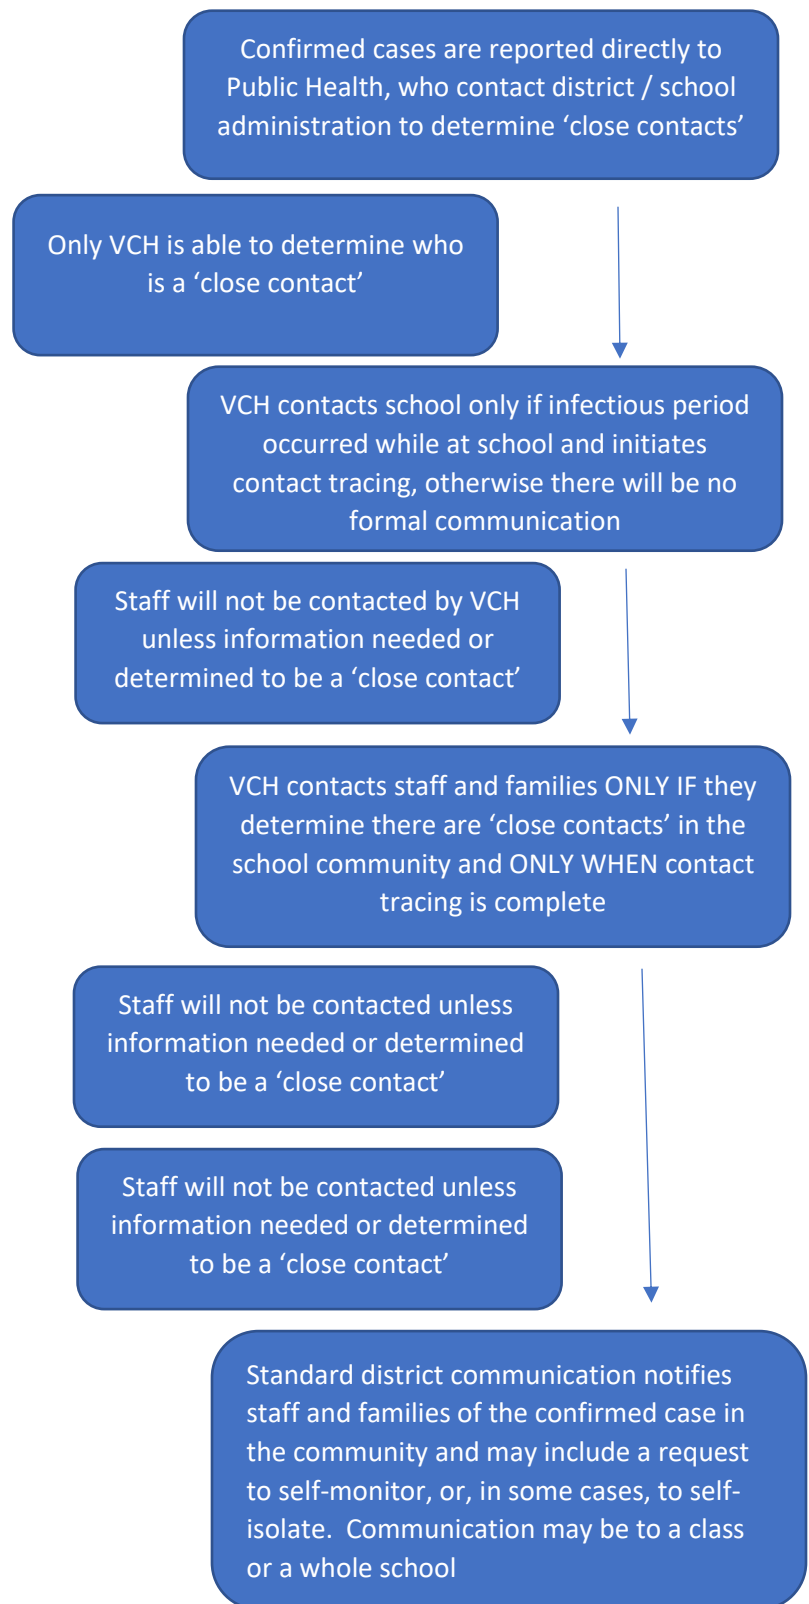 Confirmed cases are reported directly to
Public Health, who contact district / school
administration to determine ‘close contacts’
Only VCH is able to determine who
is a ‘close contact’
VCH contacts school only if infectious period
occurred while at school and initiates
contact tracing, otherwise there will be no
formal communication
Staff will not be contacted by VCH
unless information needed or
determined to be a ‘close contact’
VCH contacts staff and families ONLY IF they
determine there are ‘close contacts’ in the
school community and ONLY WHEN contact
tracing is complete
Staff will not be contacted unless
information needed or determined
to be a ‘close contact’
Staff will not be contacted unless
information needed or determined
to be a ‘close contact’
Standard district communication notifies
staff and families of the confirmed case in
the community and may include a request
to self-monitor, or, in some cases, to self-
isolate.  Communication may be to a class
or a whole school